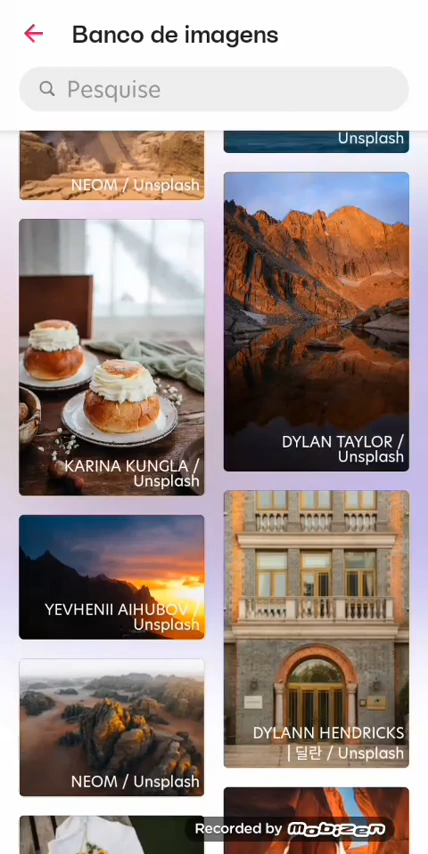 Banco de imagens
Pesquise
NEOM / Unsplash
Unsplash
KARINA KUNGLA /
Unsplash
DYLAN TAYLOR /
Unsplash
YEVHENII AIHUBOV /
Unsplash
DYLANN HENDRICKS
| 딜란 / Unsplash
NEOM / Unsplash
Recorded by Mobizen